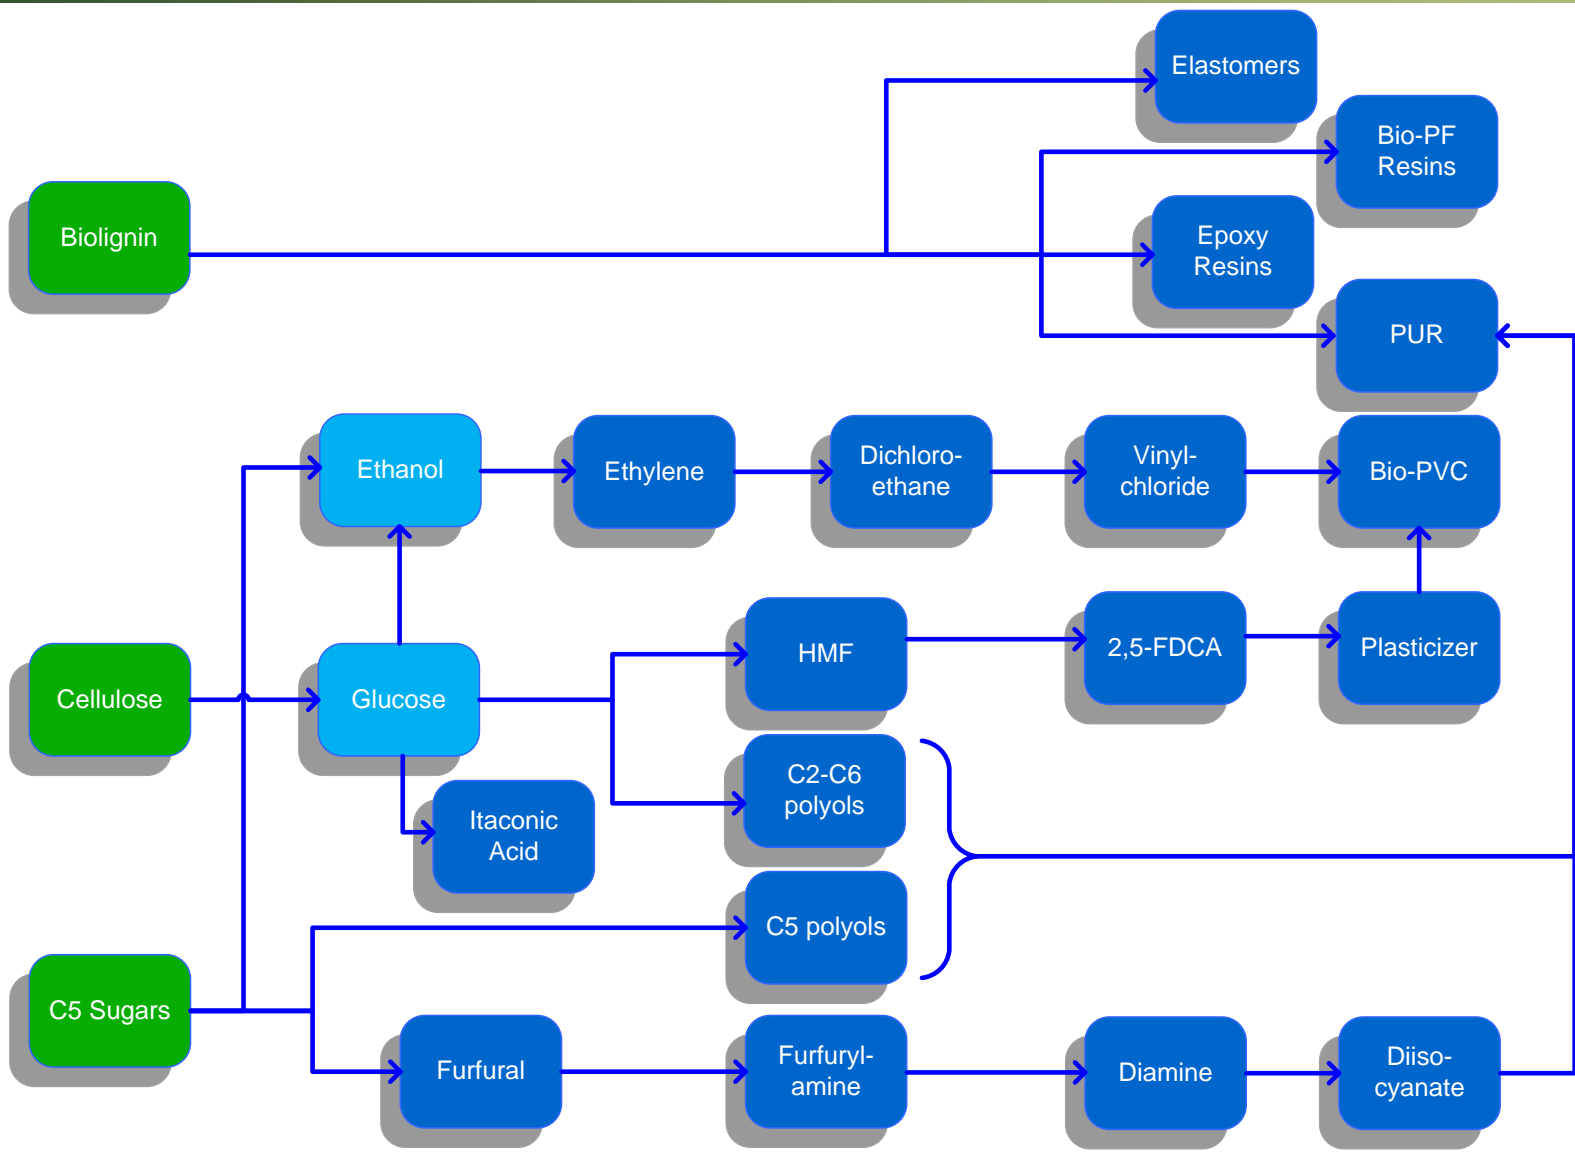 Elastomers
Bio-PF
Resins
Biolignin
Epoxy
Resins
PUR
Ethanol
Ethylene
Dichloro-
ethane
Vinyl-
chloride
Bio-PVC
HMF
2,5-FDCA
Plasticizer
Cellulose
Glucose
C2-C6
polyols
Itaconic
Acid
C5 polyols
C5 Sugars
Furfural
Furfuryl-
amine
Diamine
Diiso-
cyanate